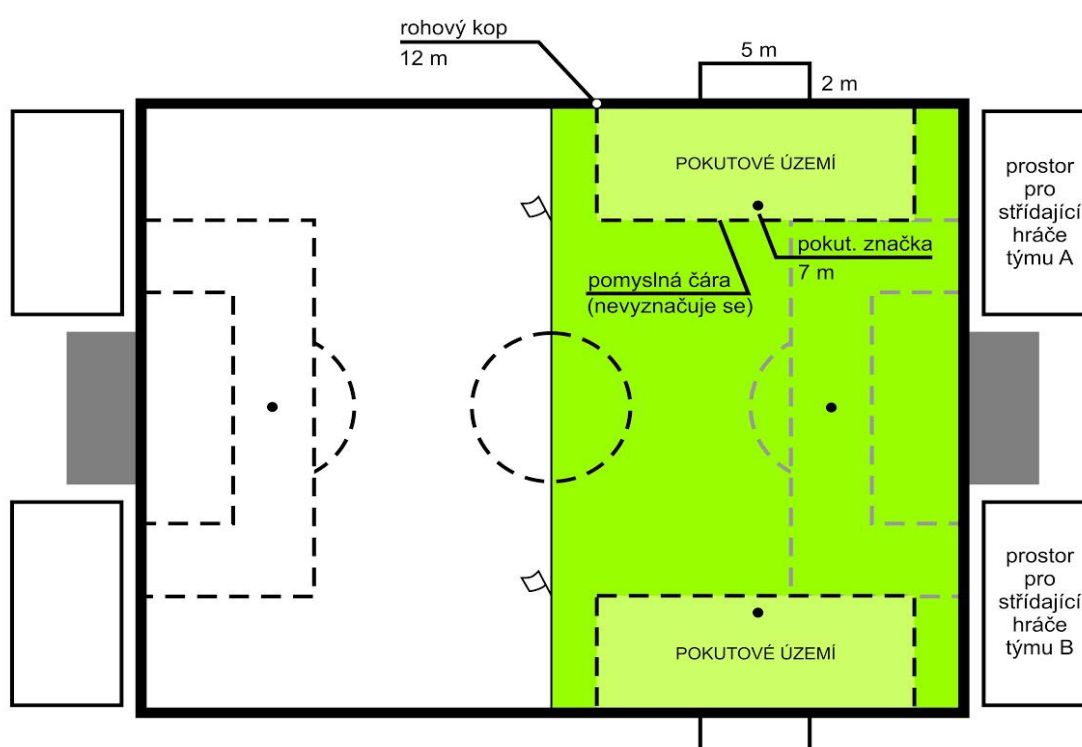 rohový kop
12 m
5 m
2 m
POKUTOVÉ ÚZEMÍ
prostor
pro
střídající
hráče
týmu A
pokut. značka
7 m
pomyslná čára
(nevyznačuje se)
prostor
pro
střídající
hráče
týmu B
POKUTOVÉ ÚZEMÍ